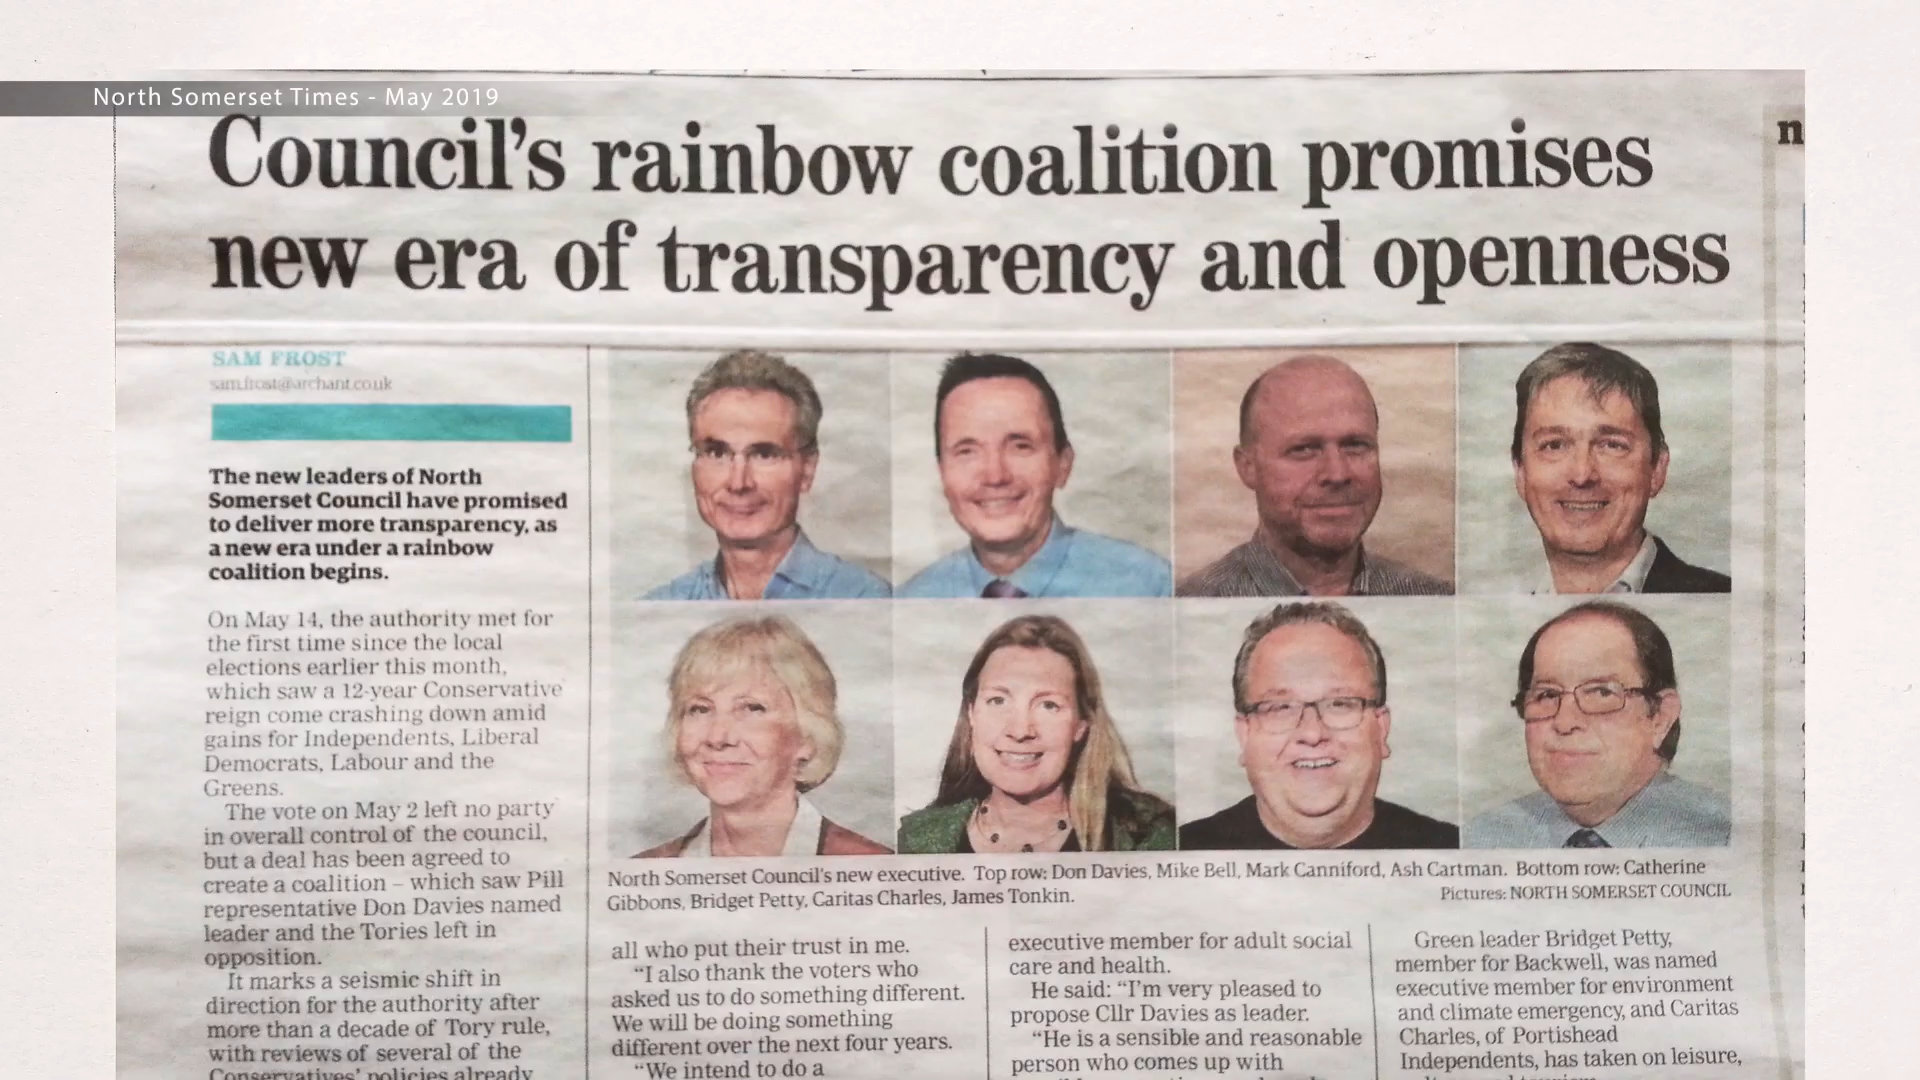 North Somerset Times - May 2019
Council's rainbow coalition promises
new era of transparency and openness
n
SAM FROST
sam.frost@archant.co.uk
The new leaders of North
Somerset Council have promised
to deliver more transparency, as
a new era under a rainbow
coalition begins.
On May 14, the authority met for
the first time since the local
elections earlier this month,
which saw a 12-year Conservative
reign come crashing down amid
gains for Independents, Liberal
Democrats, Labour and the
Greens.
The vote on May 2 left no party
in overall control of the council,
but a deal has been agreed to
create a coalition – which saw Pill
representative Don Davies named
leader and the Tories left in
opposition.
It marks a seismic shift in
direction for the authority after
more than a decade of Tory rule,
with reviews of several of the
Conservatives' policies already
North Somerset Council's new executive. Top row: Don Davies, Mike Bell, Mark Canniford, Ash Cartman. Bottom row: Catherine
Gibbons, Bridget Petty, Caritas Charles, James Tonkin.
Pictures: NORTH SOMERSET COUNCIL
all who put their trust in me.
"I also thank the voters who
asked us to do something different.
We will be doing something
different over the next four years.
"We intend to do a
executive member for adult social
care and health.
He said: "I'm very pleased to
propose Cllr Davies as leader.
"He is a sensible and reasonable
person who comes up with
Green leader Bridget Petty,
member for Backwell, was named
executive member for environment
and climate emergency, and Caritas
Charles, of Portishead
Independents, has taken on leisure,